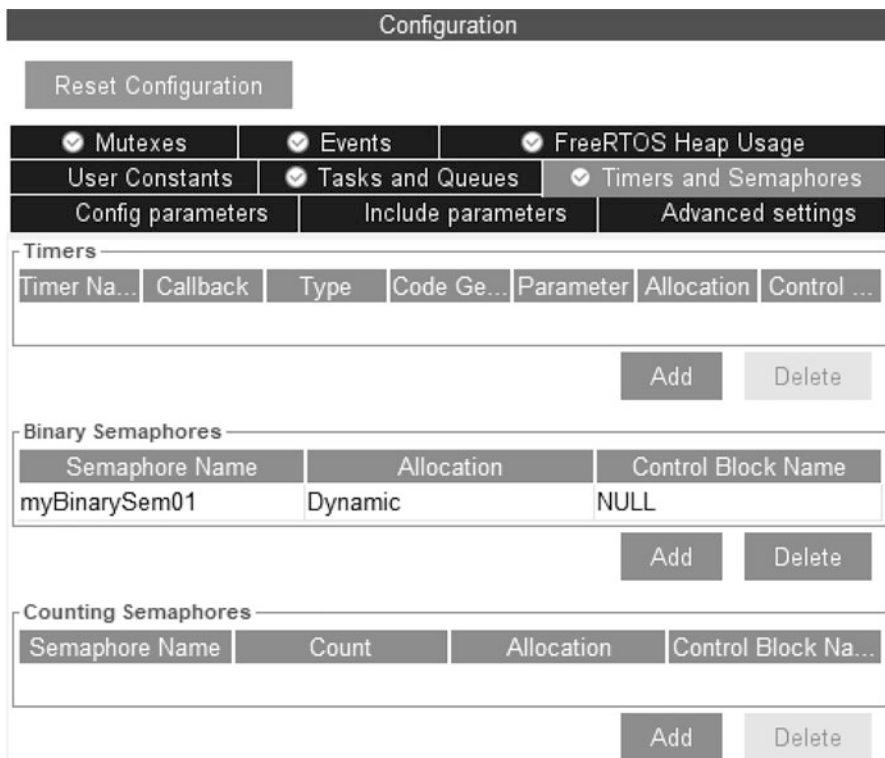 Configuration
Reset Configuration
Mutexes Events FreeRTOS Heap Usage
User Constants Tasks and Queues Timers and Semaphores
Config parameters Include parameters Advanced settings
Timers
Timer Na... Callback Type Code Ge... Parameter Allocation Control ...
Add Delete
Binary Semaphores
Semaphore Name Allocation Control Block Name
myBinarySem01 Dynamic NULL
Add Delete
Counting Semaphores
Semaphore Name Count Allocation Control Block Na...
Add Delete